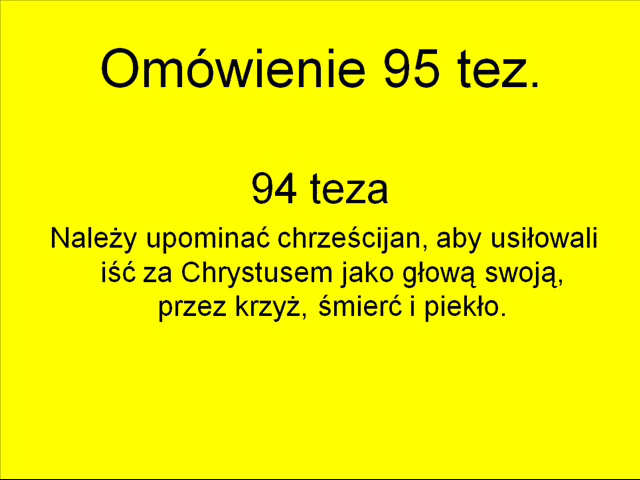 Omówienie 95 tez.
94 teza
Należy upominać chrześcijan, aby usiłowali
iść za Chrystusem jako głową swoją,
przez krzyż, śmierć i piekło.